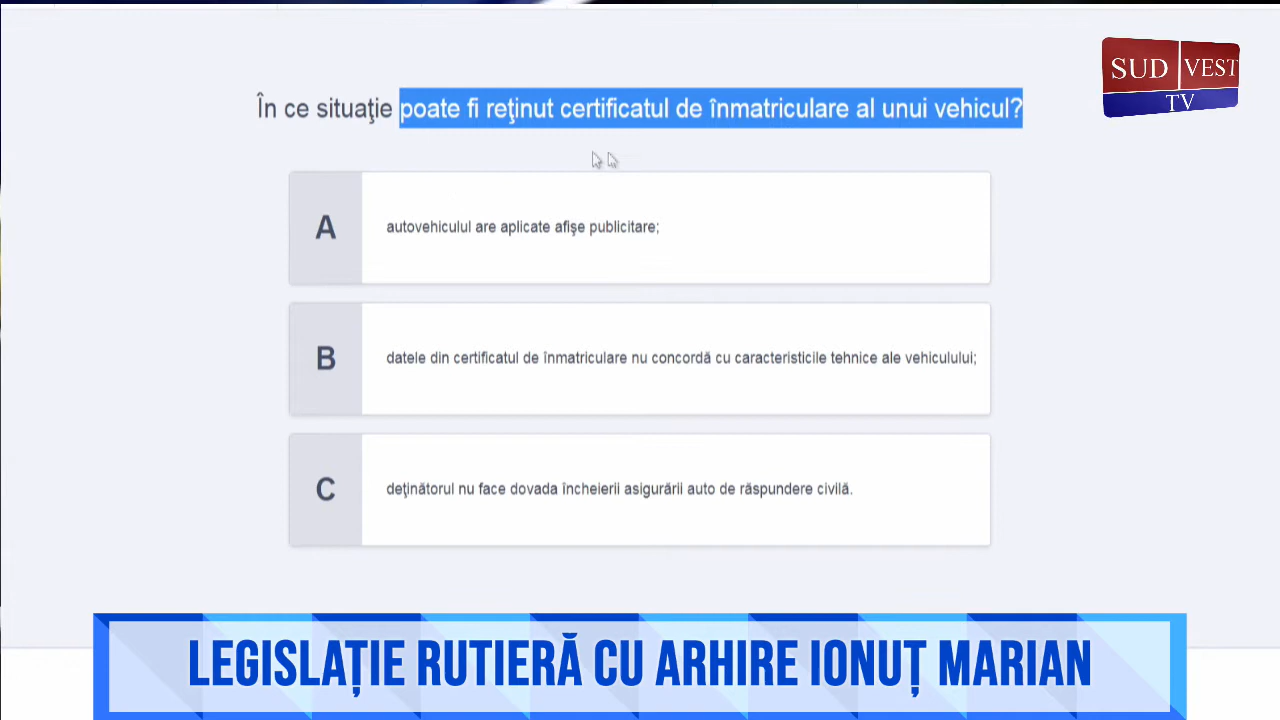 SUD VEST
TV
În ce situaţie poate fi reţinut certificatul de înmatriculare al unui vehicul?
A
autovehiculul are aplicate afişe publicitare;
B
datele din certificatul de înmatriculare nu concordă cu caracteristicile tehnice ale vehiculului;
C
deţinătorul nu face dovada încheierii asigurării auto de răspundere civilă.
LEGISLAȚIE RUTIERĂ CU ARHIRE IONUȚ MARIAN